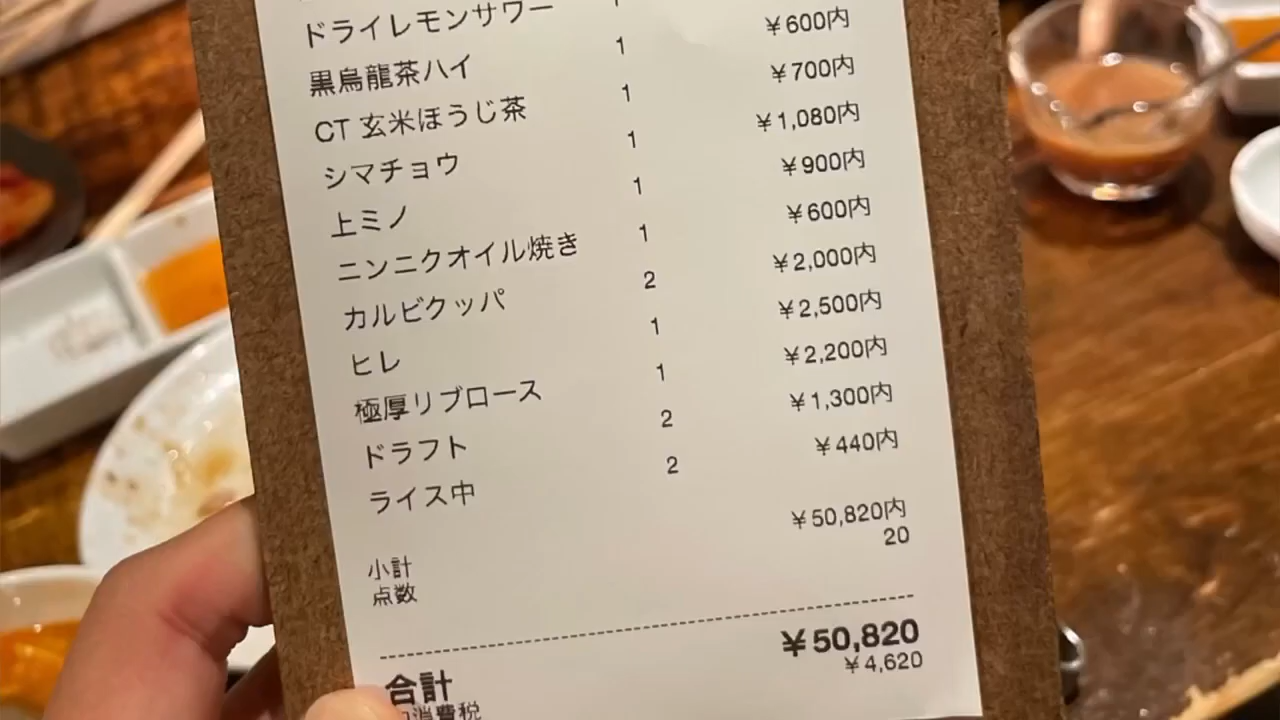 ドライレモンサワー 1
黒烏龍茶ハイ 1 ¥600内
CT 玄米ほうじ茶 1 ¥700内
シマチョウ 1 ¥1,080内
上ミノ 1 ¥900内
ニンニクオイル焼き 1 ¥600内
カルビクッパ 2 ¥2,000内
ヒレ 1 ¥2,500内
極厚リブロース 1 ¥2,200内
ドラフト 2 ¥1,300内
ライス中 2 ¥440内
小計 ¥50,820内
点数 20
合計 ¥50,820
消費税 ¥4,620